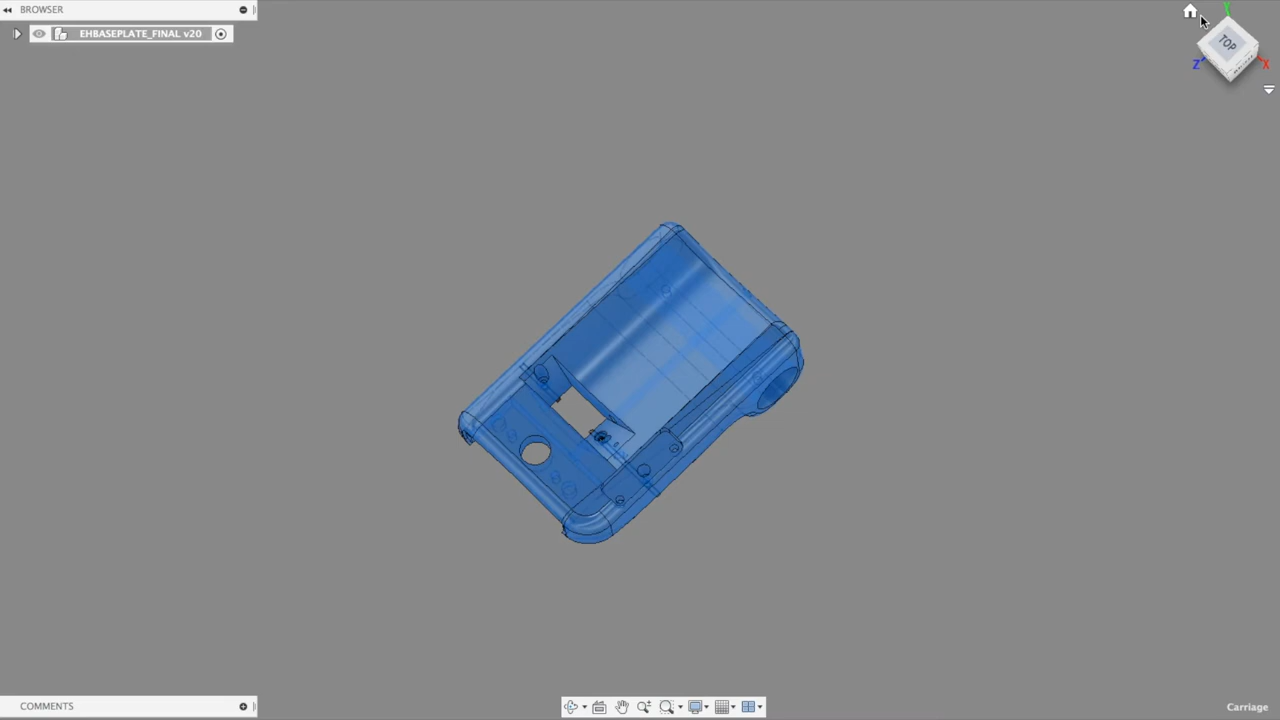 BROWSER
EHBASEPLATE_FINAL v20
Y
TOP
Z
X
COMMENTS
Carriage